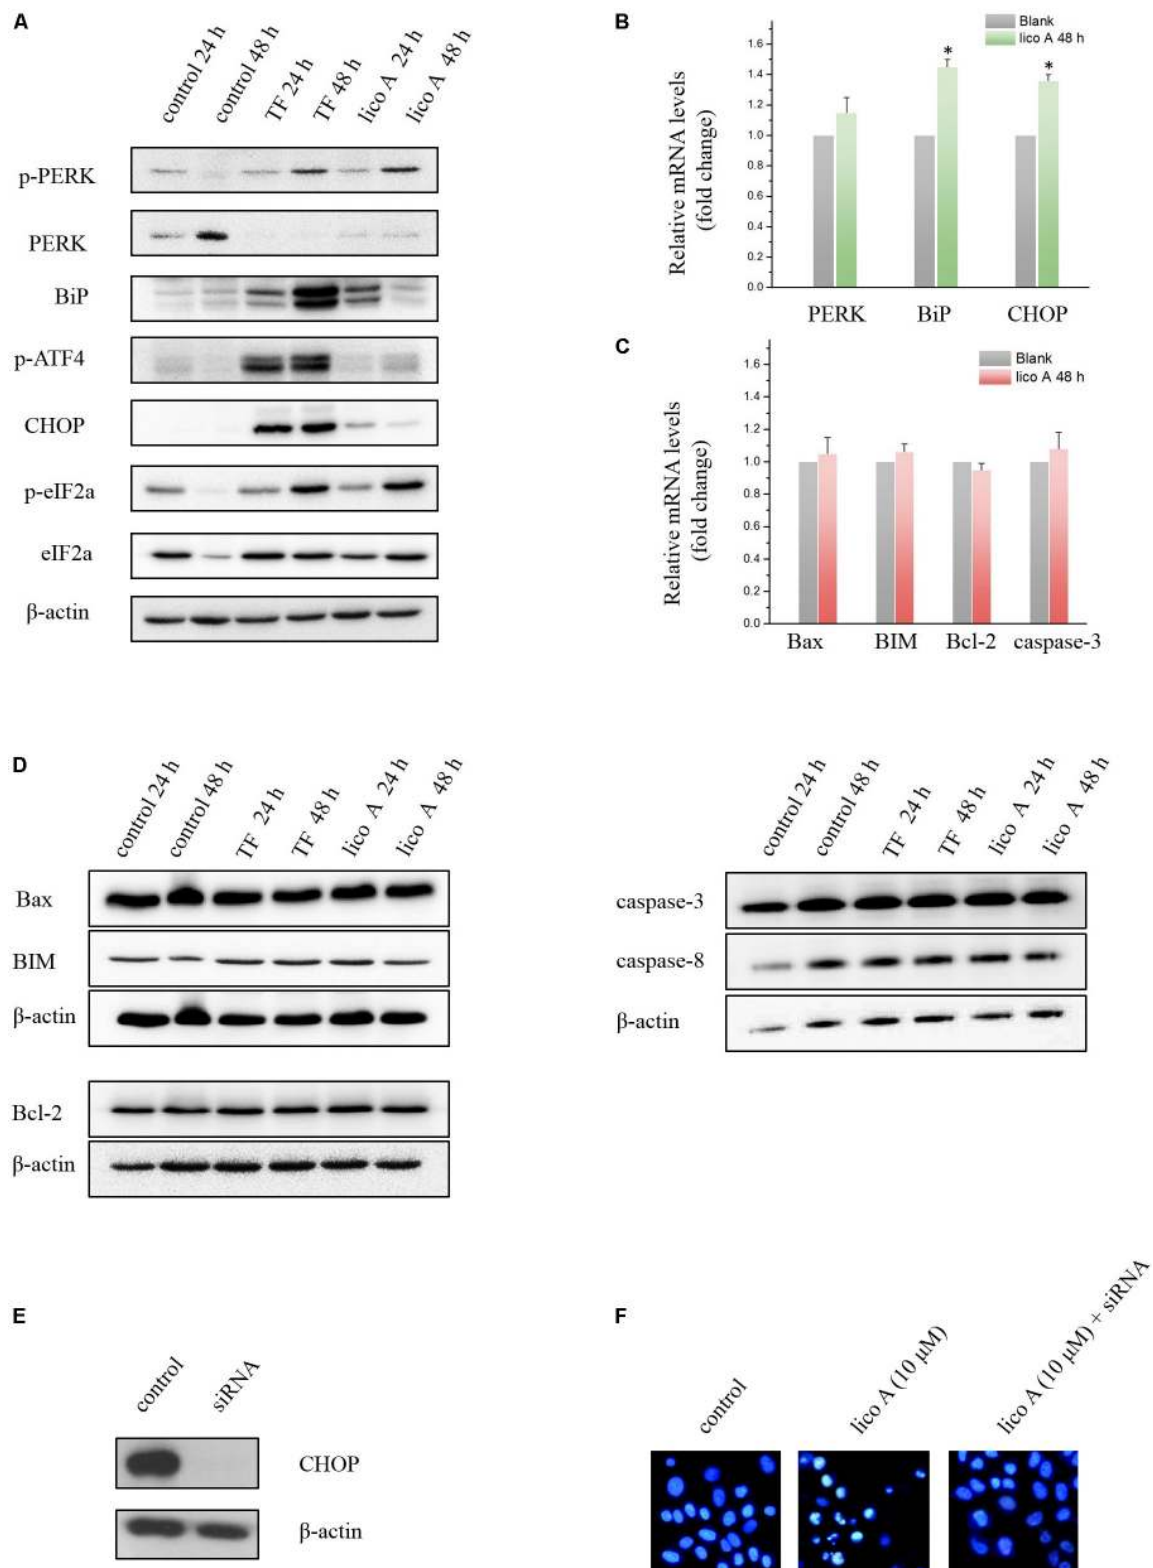 A
control 24 h
control 48 h
TF 24 h
TF 48 h
lico A 24 h
lico A 48 h
p-PERK
PERK
BiP
p-ATF4
CHOP
p-eIF2a
eIF2a
β-actin
B
Blank
lico A 48 h
Relative mRNA levels
(fold change)
1.6
1.4
1.2
1.0
0.8
0.6
0.4
0.2
0.0
*
*
PERK BiP CHOP
C
Blank
lico A 48 h
Relative mRNA levels
(fold change)
1.6
1.4
1.2
1.0
0.8
0.6
0.4
0.2
0.0
Bax BIM Bcl-2 caspase-3
D
control 24 h
control 48 h
TF 24 h
TF 48 h
lico A 24 h
lico A 48 h
Bax
BIM
β-actin
Bcl-2
β-actin
control 24 h
control 48 h
TF 24 h
TF 48 h
lico A 24 h
lico A 48 h
caspase-3
caspase-8
β-actin
E
control
siRNA
CHOP
β-actin
F
control
lico A (10 μM)
lico A (10 μM) + siRNA